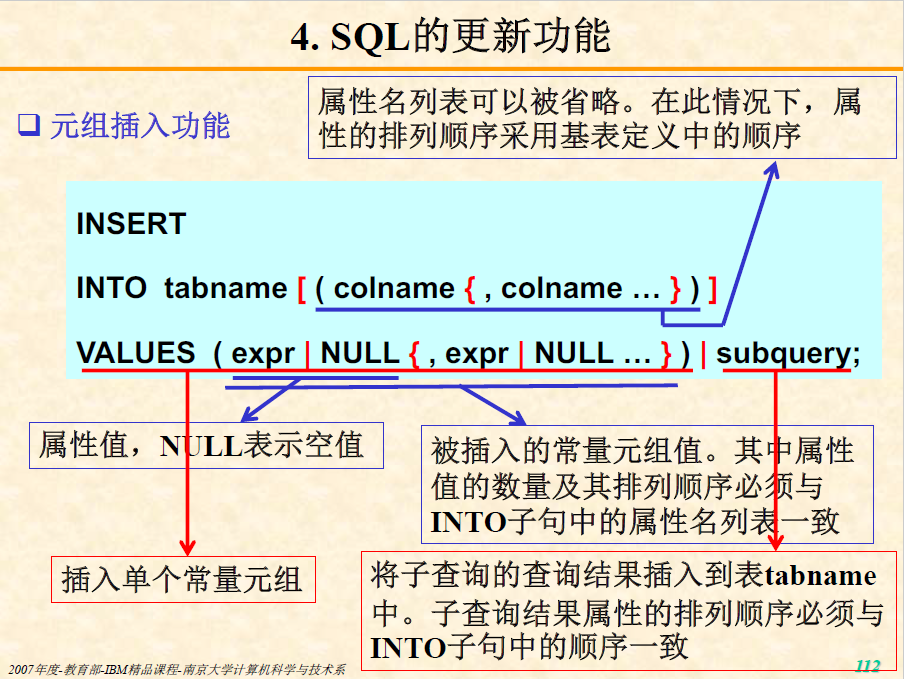 4. SQL的更新功能
❑ 元组插入功能
属性名列表可以被省略。在此情况下，属
性的排列顺序采用基表定义中的顺序
INSERT
INTO tabname [ ( colname { , colname … } ) ]
VALUES ( expr | NULL { , expr | NULL … } ) | subquery;
属性值，NULL表示空值
被插入的常量元组值。其中属性
值的数量及其排列顺序必须与
INTO子句中的属性名列表一致
插入单个常量元组
将子查询的查询结果插入到表tabname
中。子查询结果属性的排列顺序必须与
INTO子句中的顺序一致
2007年度-教育部-IBM精品课程-南京大学计算机科学与技术系
112